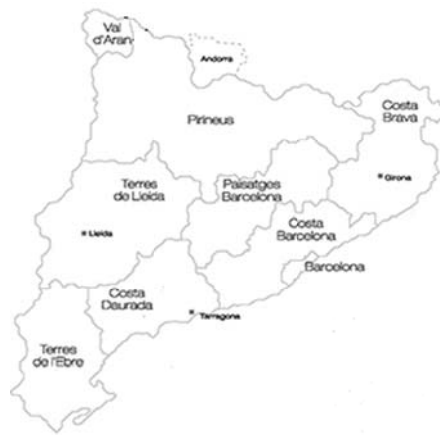 Val
d'Aran
Andorra
Costa
Brava
Pirineus
Girona
Terres
de Lleida
Paisatges
Barcelona
Lleida
Costa
Barcelona
Barcelona
Costa
Daurada
Tarragona
Terres
de l'Ebre